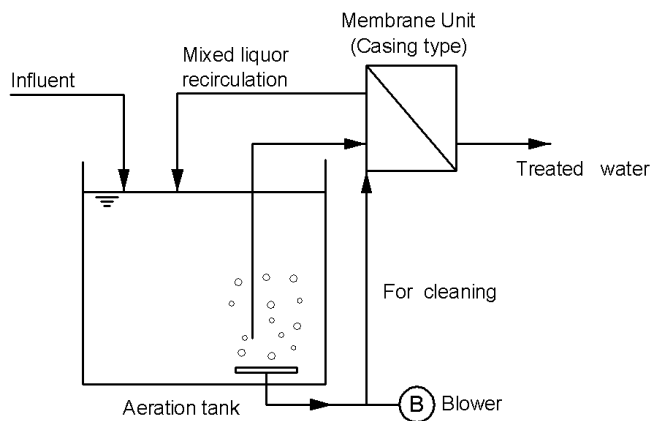 Membrane Unit
(Casing type)
Mixed liquor
recirculation
Influent
Treated water
For cleaning
Aeration tank
B
Blower